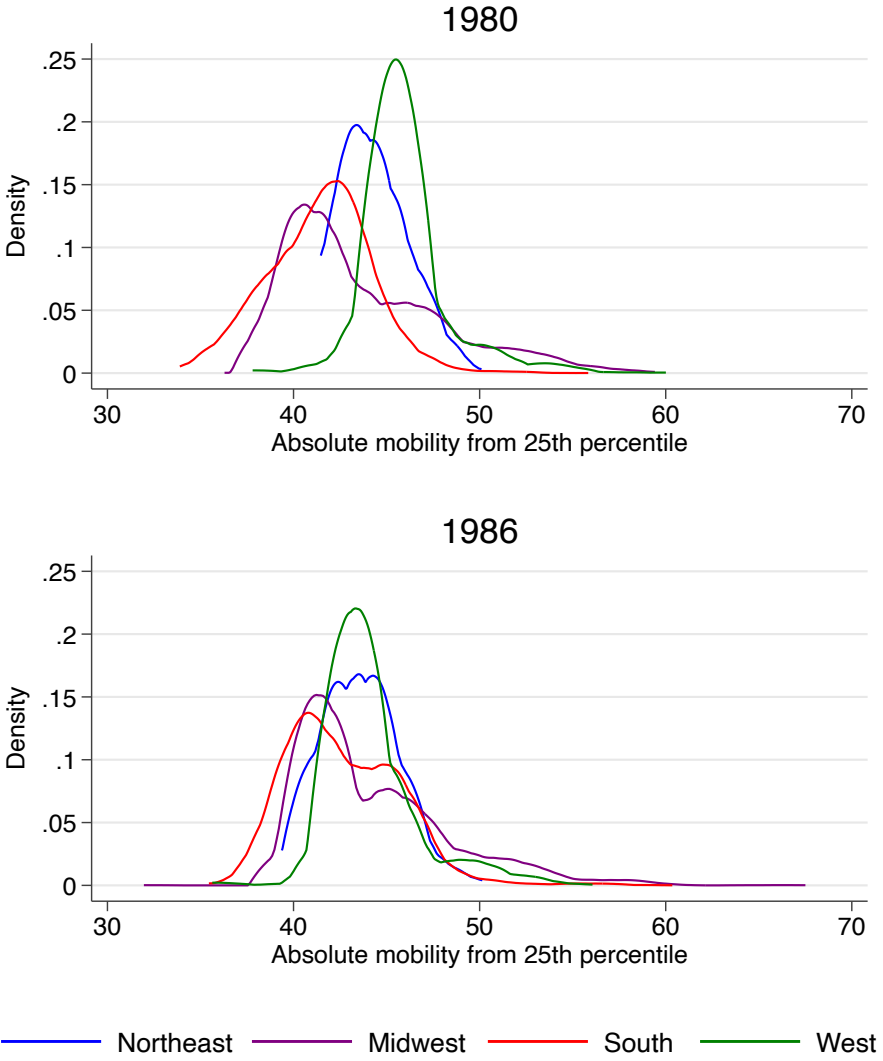 1980
.25
.2
.15
.1
.05
0
Density
30 40 50 60 70
Absolute mobility from 25th percentile
1986
.25
.2
.15
.1
.05
0
Density
30 40 50 60 70
Absolute mobility from 25th percentile
Northeast Midwest South West